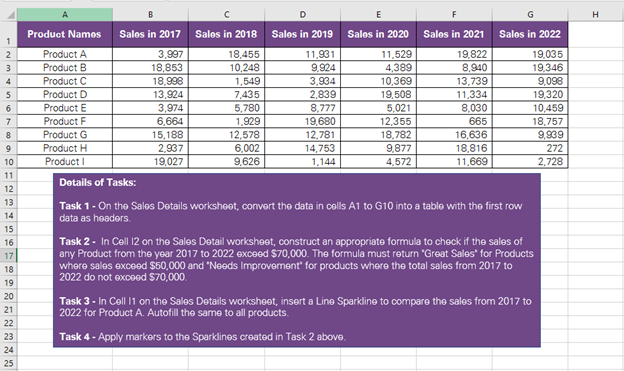 A B C D E F G H
1 Product Names Sales in 2017 Sales in 2018 Sales in 2019 Sales in 2020 Sales in 2021 Sales in 2022
2 Product A 3,997 18,455 11,931 11,529 19,822 19,035
3 Product B 18,853 10,248 9,924 4,389 8,940 19,346
4 Product C 18,998 1,549 3,934 10,369 13,739 9,098
5 Product D 13,924 7,435 2,839 19,508 11,334 19,320
6 Product E 3,974 5,780 8,777 5,021 8,030 10,459
7 Product F 6,664 1,929 19,680 12,355 665 18,757
8 Product G 15,188 12,578 12,781 18,782 16,636 9,939
9 Product H 2,937 6,002 14,753 9,877 18,816 272
10 Product I 19,027 9,626 1,144 4,572 11,669 2,728
11
12
13
14
15
16
17
18
19
20
21
22
23
24
25
Details of Tasks:
Task 1 - On the Sales Details worksheet, convert the data in cells A1 to G10 into a table with the first row
data as headers.
Task 2 - In Cell I2 on the Sales Detail worksheet, construct an appropriate formula to check if the sales of
any Product from the year 2017 to 2022 exceed $70,000. The formula must return "Great Sales" for Products
where sales exceed $50,000 and "Needs Improvement" for products where the total sales from 2017 to
2022 do not exceed $70,000.
Task 3 - In Cell I1 on the Sales Details worksheet, insert a Line Sparkline to compare the sales from 2017 to
2022 for Product A. Autofill the same to all products.
Task 4 - Apply markers to the Sparklines created in Task 2 above.